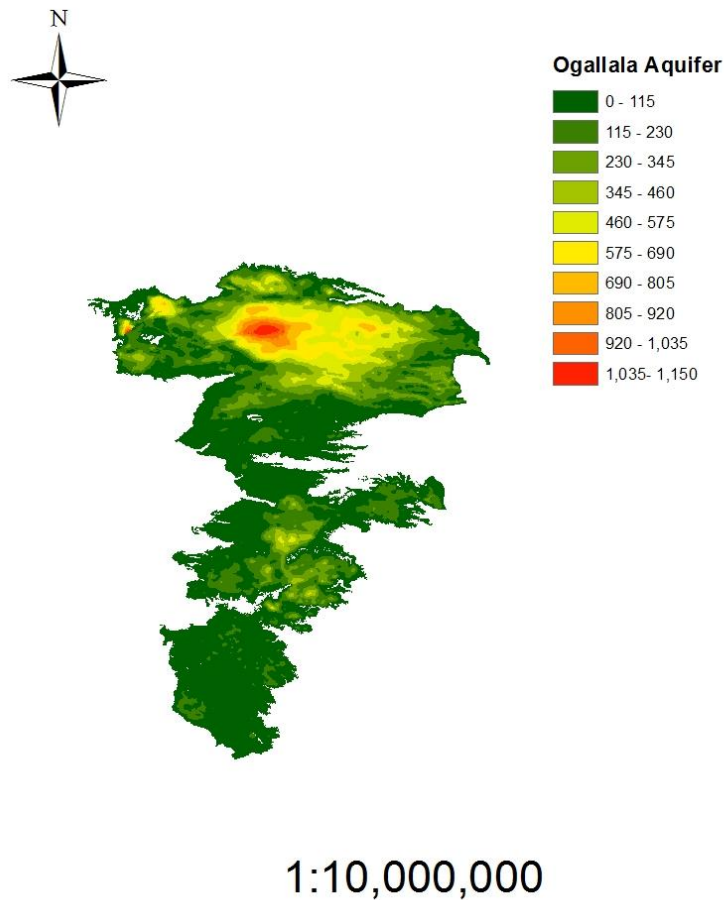 N
Ogallala Aquifer
0 - 115
115 - 230
230 - 345
345 - 460
460 - 575
575 - 690
690 - 805
805 - 920
920 - 1,035
1,035- 1,150
1:10,000,000